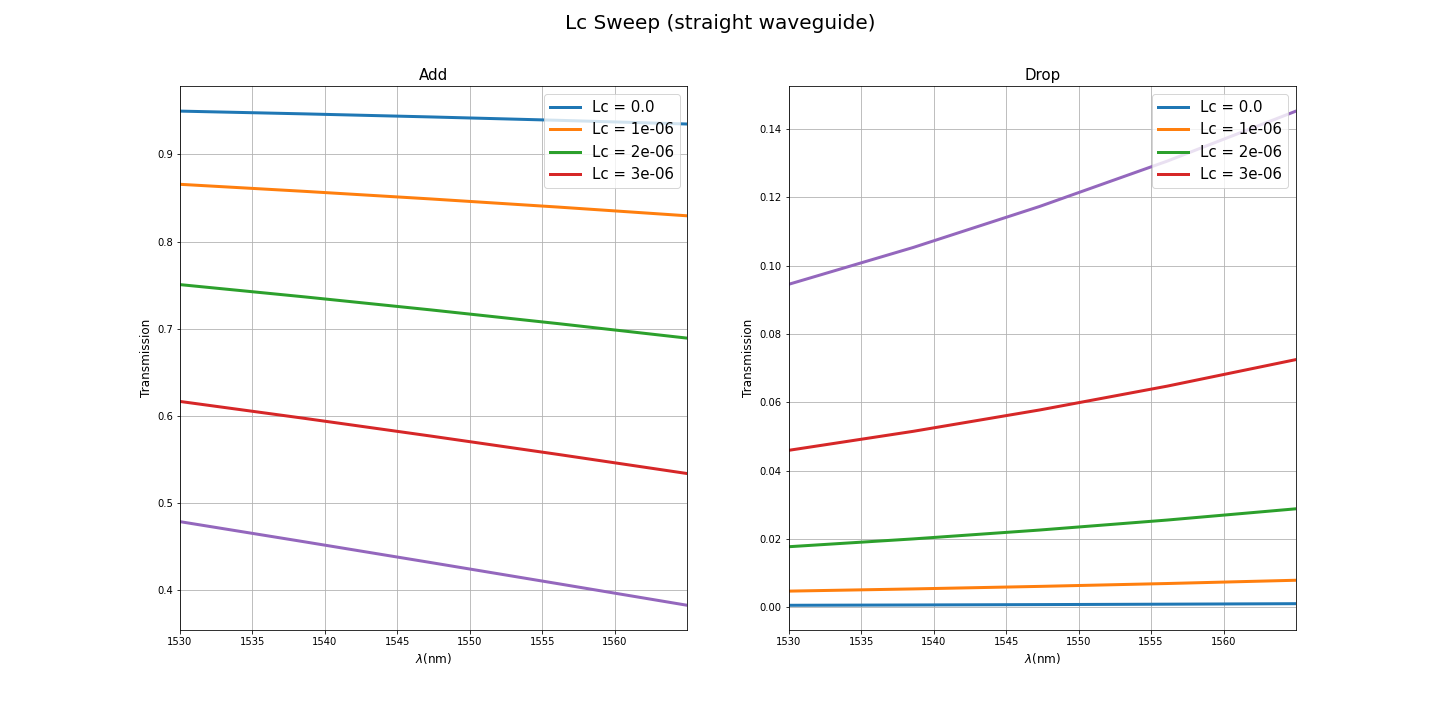 Lc Sweep (straight waveguide)
Add
Transmission
0.9
0.8
0.7
0.6
0.5
0.4
Lc = 0.0
Lc = 1e-06
Lc = 2e-06
Lc = 3e-06
1530 1535 1540 1545 1550 1555 1560
λ(nm)
Drop
Transmission
0.14
0.12
0.10
0.08
0.06
0.04
0.02
0.00
Lc = 0.0
Lc = 1e-06
Lc = 2e-06
Lc = 3e-06
1530 1535 1540 1545 1550 1555 1560
λ(nm)